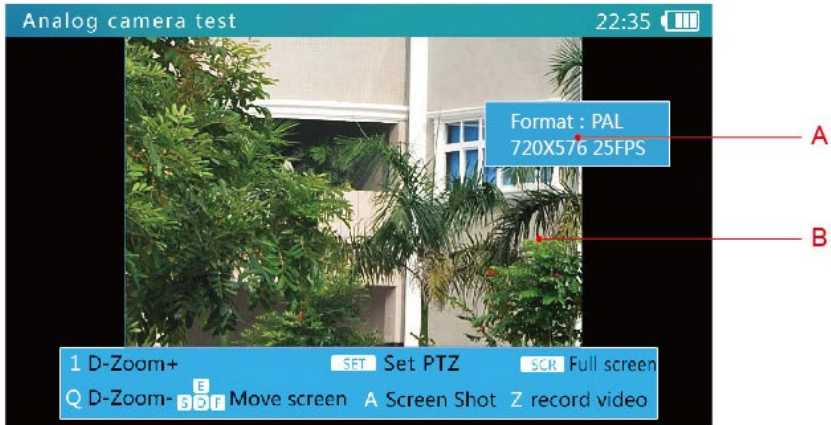 Analog camera test 22:35
Format : PAL
720X576 25FPS
A
B
1 D-Zoom+ SET Set PTZ SCR Full screen
E
Q D-Zoom- S D F Move screen A Screen Shot Z record video